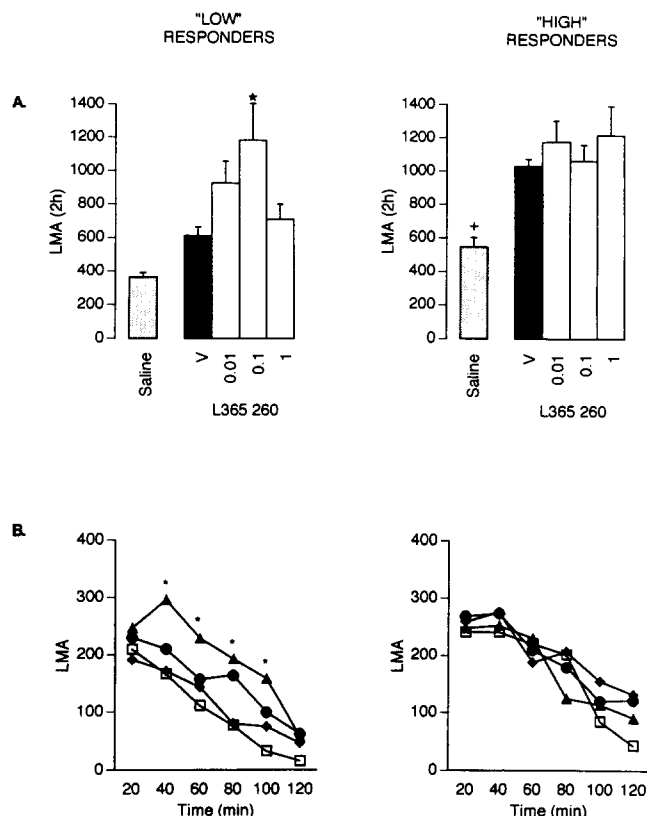 "LOW"
RESPONDERS
"HIGH"
RESPONDERS
A.
LMA (2h)
1400
1200
1000
800
600
400
200
0
★
Saline
V
0.01
0.1
1
L365 260
LMA (2h)
1400
1200
1000
800
600
400
200
0
+
Saline
V
0.01
0.1
1
L365 260
B.
LMA
400
300
200
100
0
* * * *
20 40 60 80 100 120
Time (min)
LMA
400
300
200
100
0
20 40 60 80 100 120
Time (min)